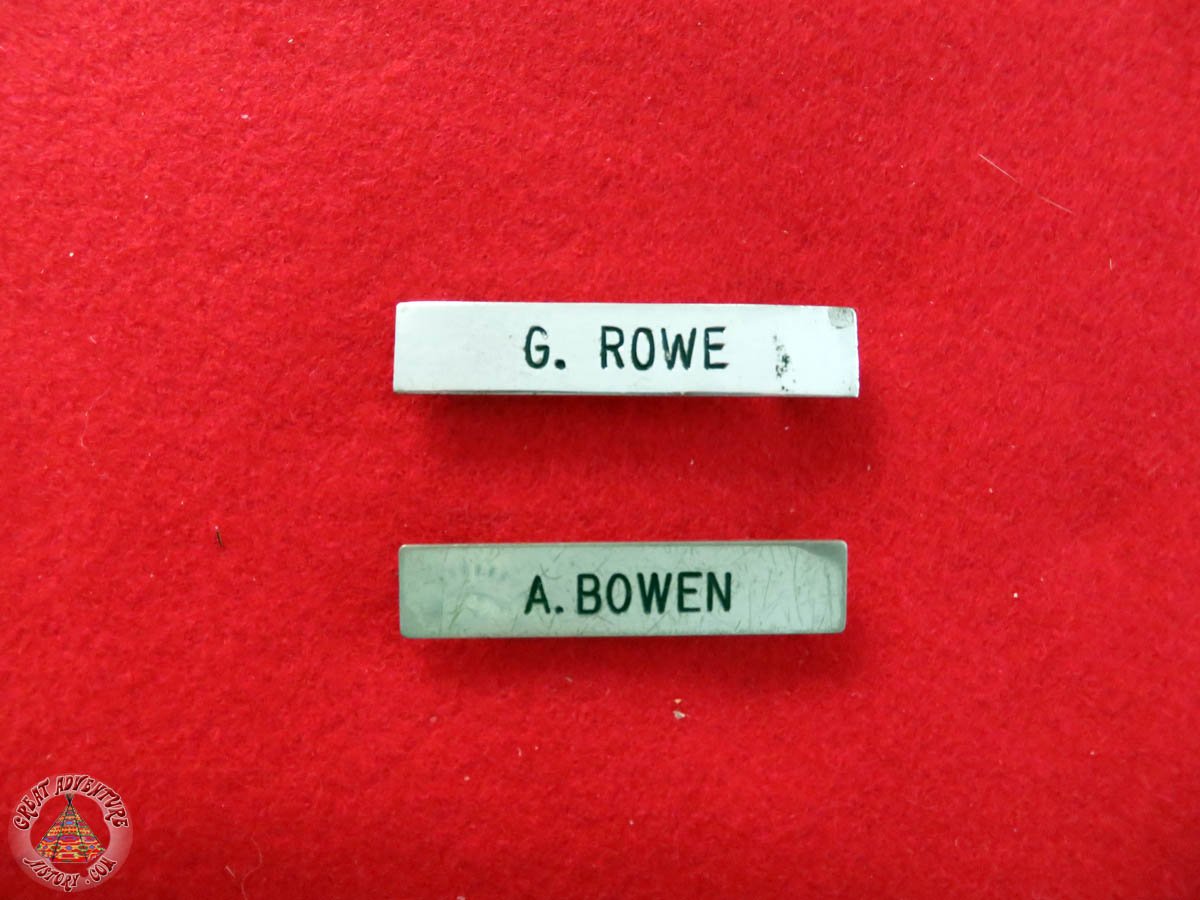 G. ROWE
A. BOWEN
GREAT ADVENTURE
HISTORY.COM